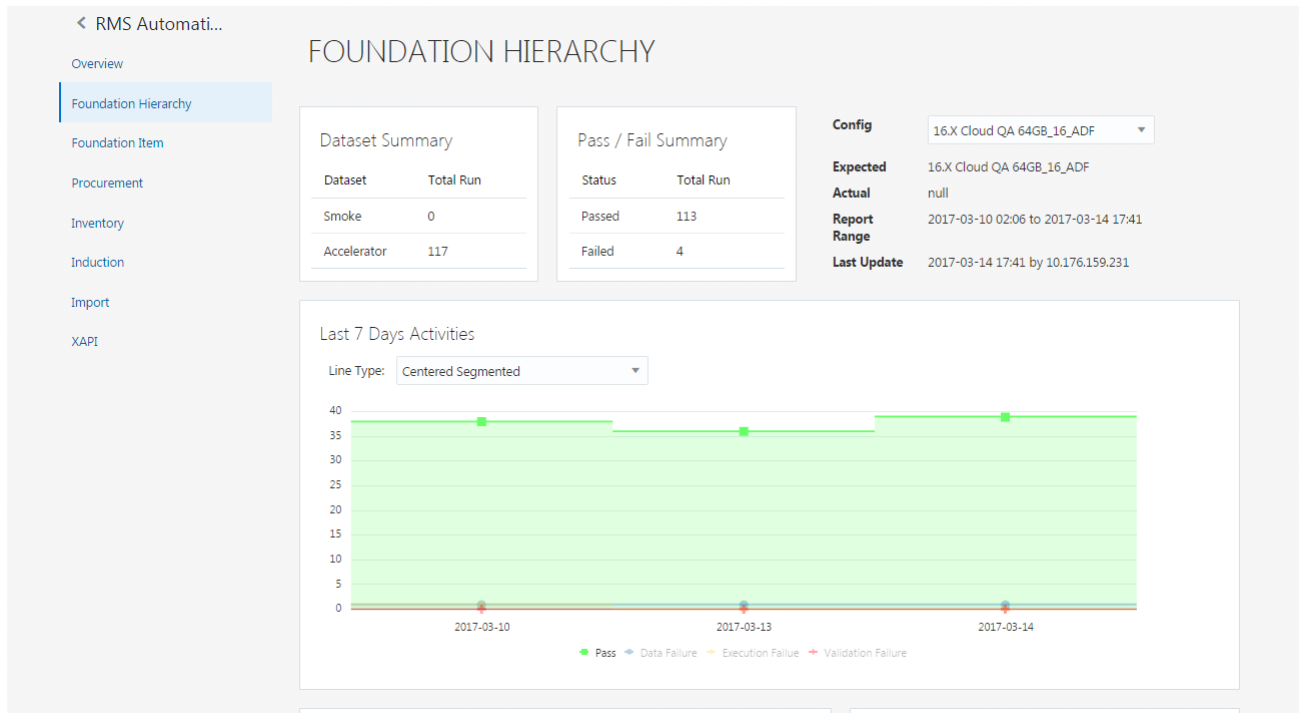 RMS Automati...
Overview
Foundation Hierarchy
Foundation Item
Procurement
Inventory
Induction
Import
XAPI
FOUNDATION HIERARCHY
Dataset Summary
Dataset Total Run
Smoke 0
Accelerator 117
Pass / Fail Summary
Status Total Run
Passed 113
Failed 4
Config 16.X Cloud QA 64GB_16_ADF
Expected 16.X Cloud QA 64GB_16_ADF
Actual null
Report Range 2017-03-10 02:06 to 2017-03-14 17:41
Last Update 2017-03-14 17:41 by 10.176.159.231
Last 7 Days Activities
Line Type: Centered Segmented
40
35
30
25
20
15
10
5
0
2017-03-10 2017-03-13 2017-03-14
Pass Data Failure Execution Failue Validation Failure